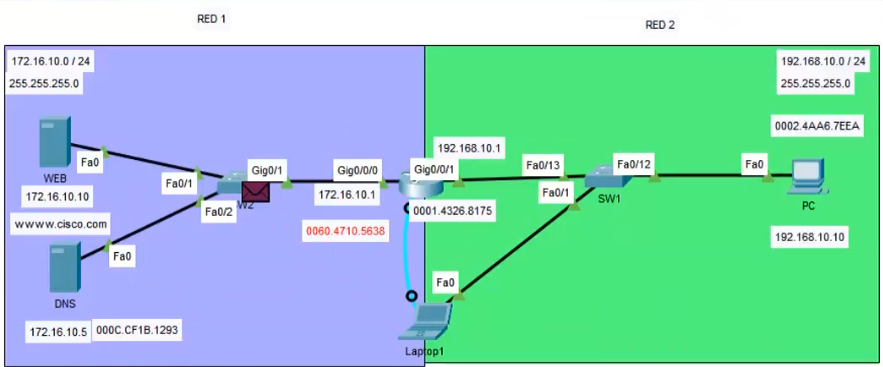 RED 1
RED 2
172.16.10.0 / 24
255.255.255.0
192.168.10.0 / 24
255.255.255.0
0002.4AA6.7EEA
192.168.10.1
Fa0
WEB
172.16.10.10
wwww.cisco.com
Fa0/1
Gig0/1
Gig0/0/0
Gig0/0/1
Fa0/13
Fa0/12
Fa0
Fa0/1
172.16.10.1
W2
Fa0/2
0001.4326.8175
SW1
PC
0060.4710.5638
192.168.10.10
Fa0
Fa0
DNS
172.16.10.5
000C.CF1B.1293
Laptop1